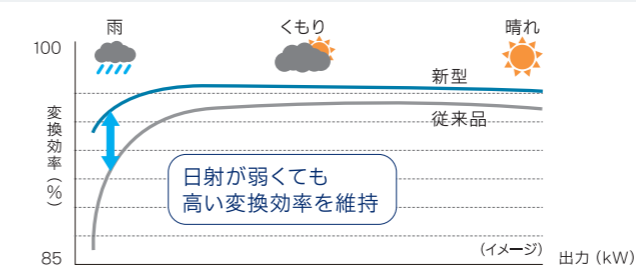 雨
くもり
晴れ
100
新型
従来品
変換効率(%)
日射が弱くても
高い変換効率を維持
(イメージ)
85
出力(kW)